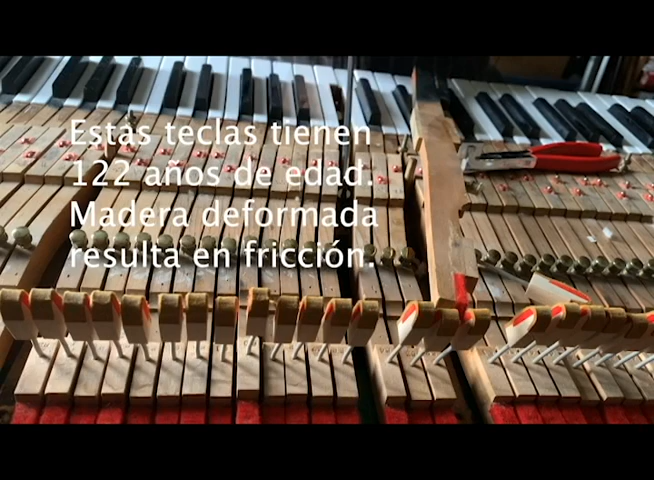 Estas teclas tienen
122 años de edad.
Madera deformada
resulta en fricción.